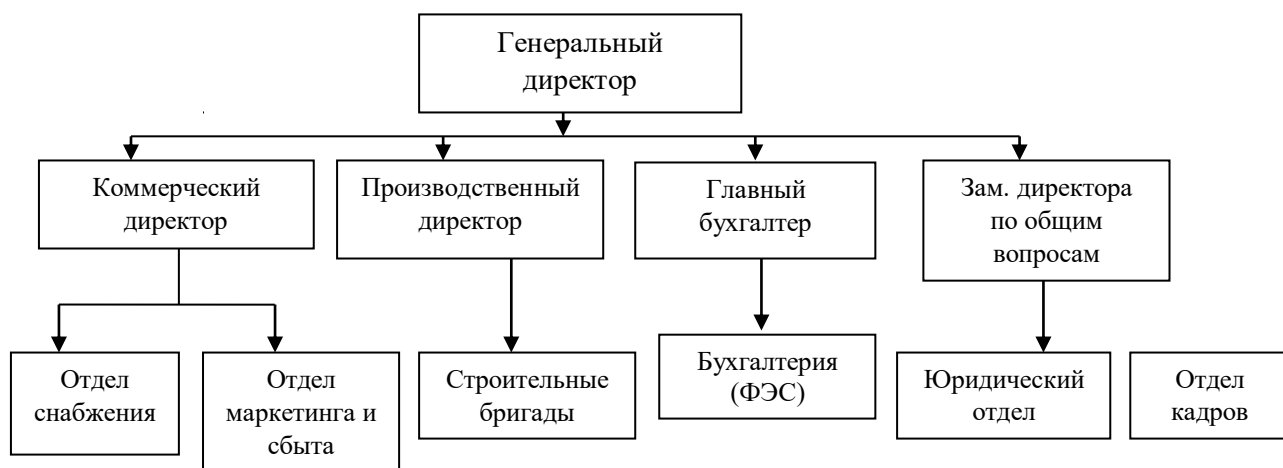 Генеральный
директор
Коммерческий
директор
Производственный
директор
Главный
бухгалтер
Зам. директора
по общим
вопросам
Отдел
снабжения
Отдел
маркетинга и
сбыта
Строительные
бригады
Бухгалтерия
(ФЭС)
Юридический
отдел
Отдел
кадров